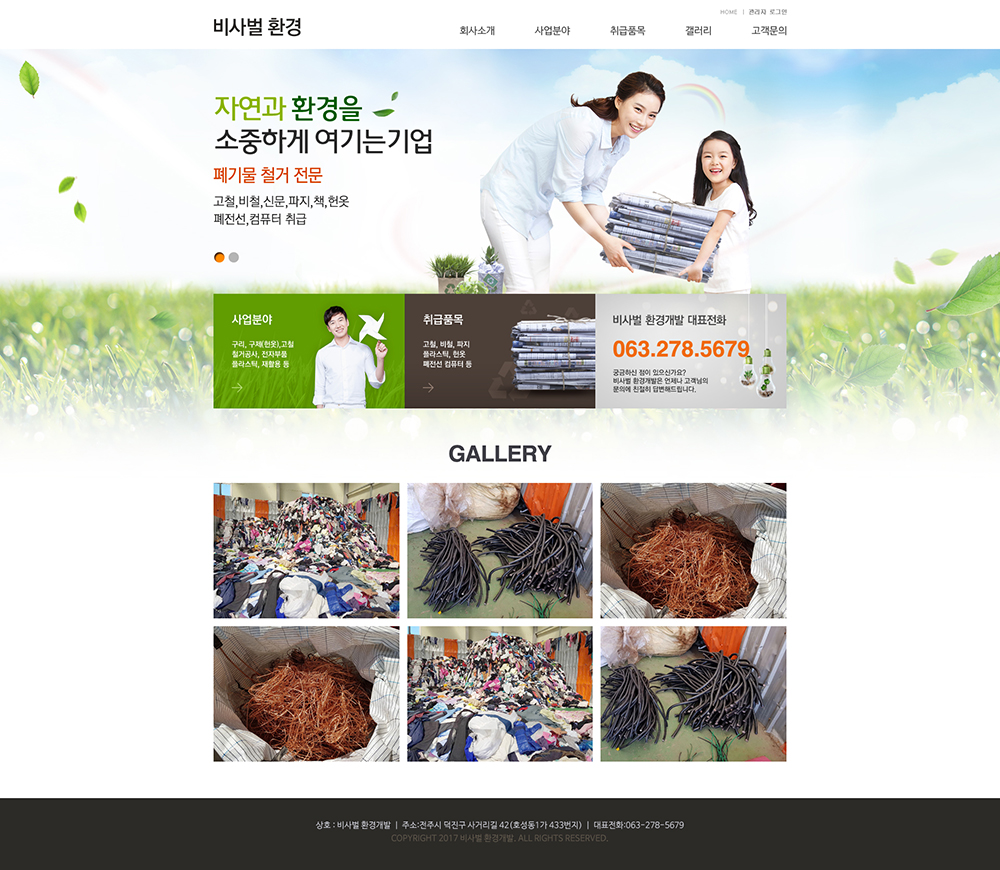 HOME | 관리자 로그인
비사벌 환경
회사소개 사업분야 취급품목 갤러리 고객문의
자연과 환경을
소중하게 여기는기업
폐기물 철거 전문
고철,비철,신문,파지,책,헌옷
폐전선,컴퓨터 취급
사업분야
구리, 구제(헌옷),고철
철거공사, 전자부품
플라스틱, 재활용 등
취급품목
고철, 비철, 파지
플라스틱, 헌옷
폐전선 컴퓨터 등
비사벌 환경개발 대표전화
063.278.5679
궁금하신 점이 있으신가요?
비사벌 환경개발은 언제나 고객님의
문의에 친절히 답변해드립니다.
GALLERY
상호 : 비사벌 환경개발 | 주소:전주시 덕진구 사거리길 42(호성동1가 433번지) | 대표전화:063-278-5679
COPYRIGHT 2017 비사벌 환경개발. ALL RIGHTS RESERVED.